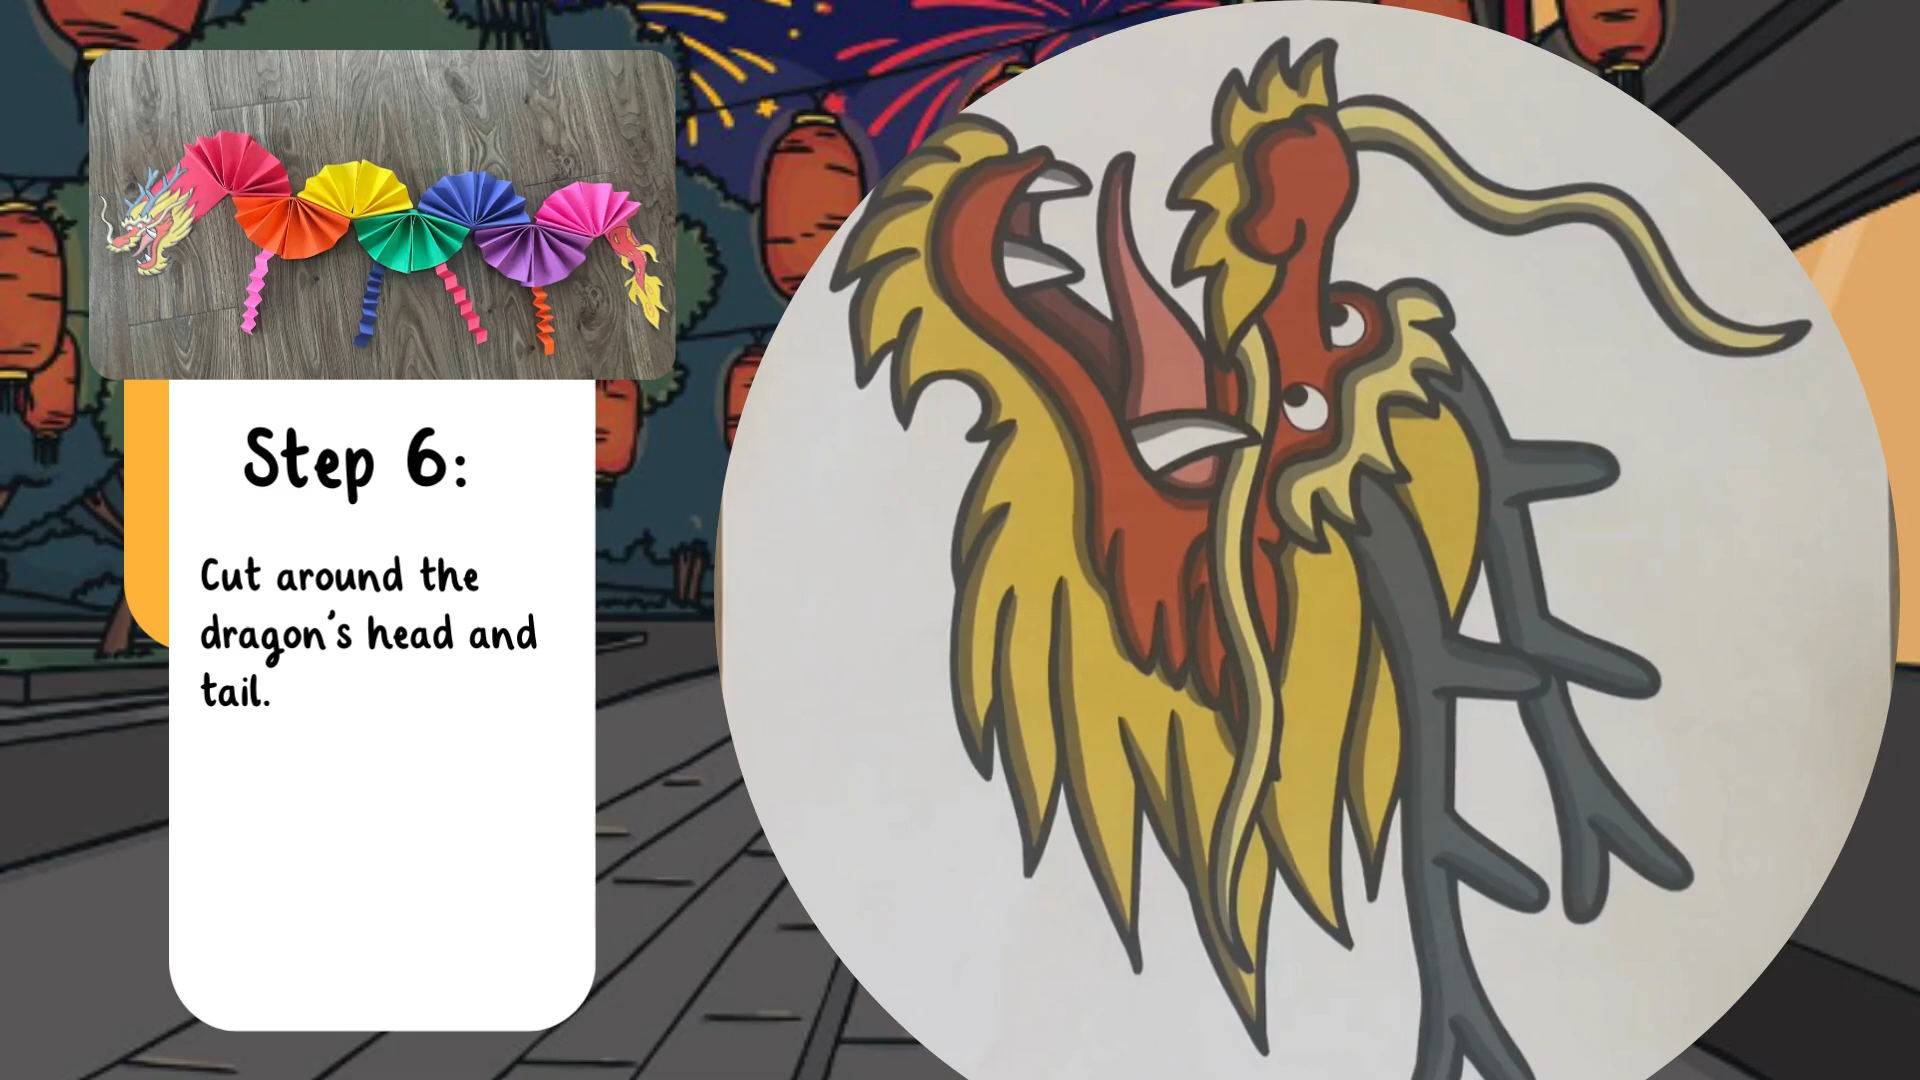 Step 6:
Cut around the
dragon's head and
tail.